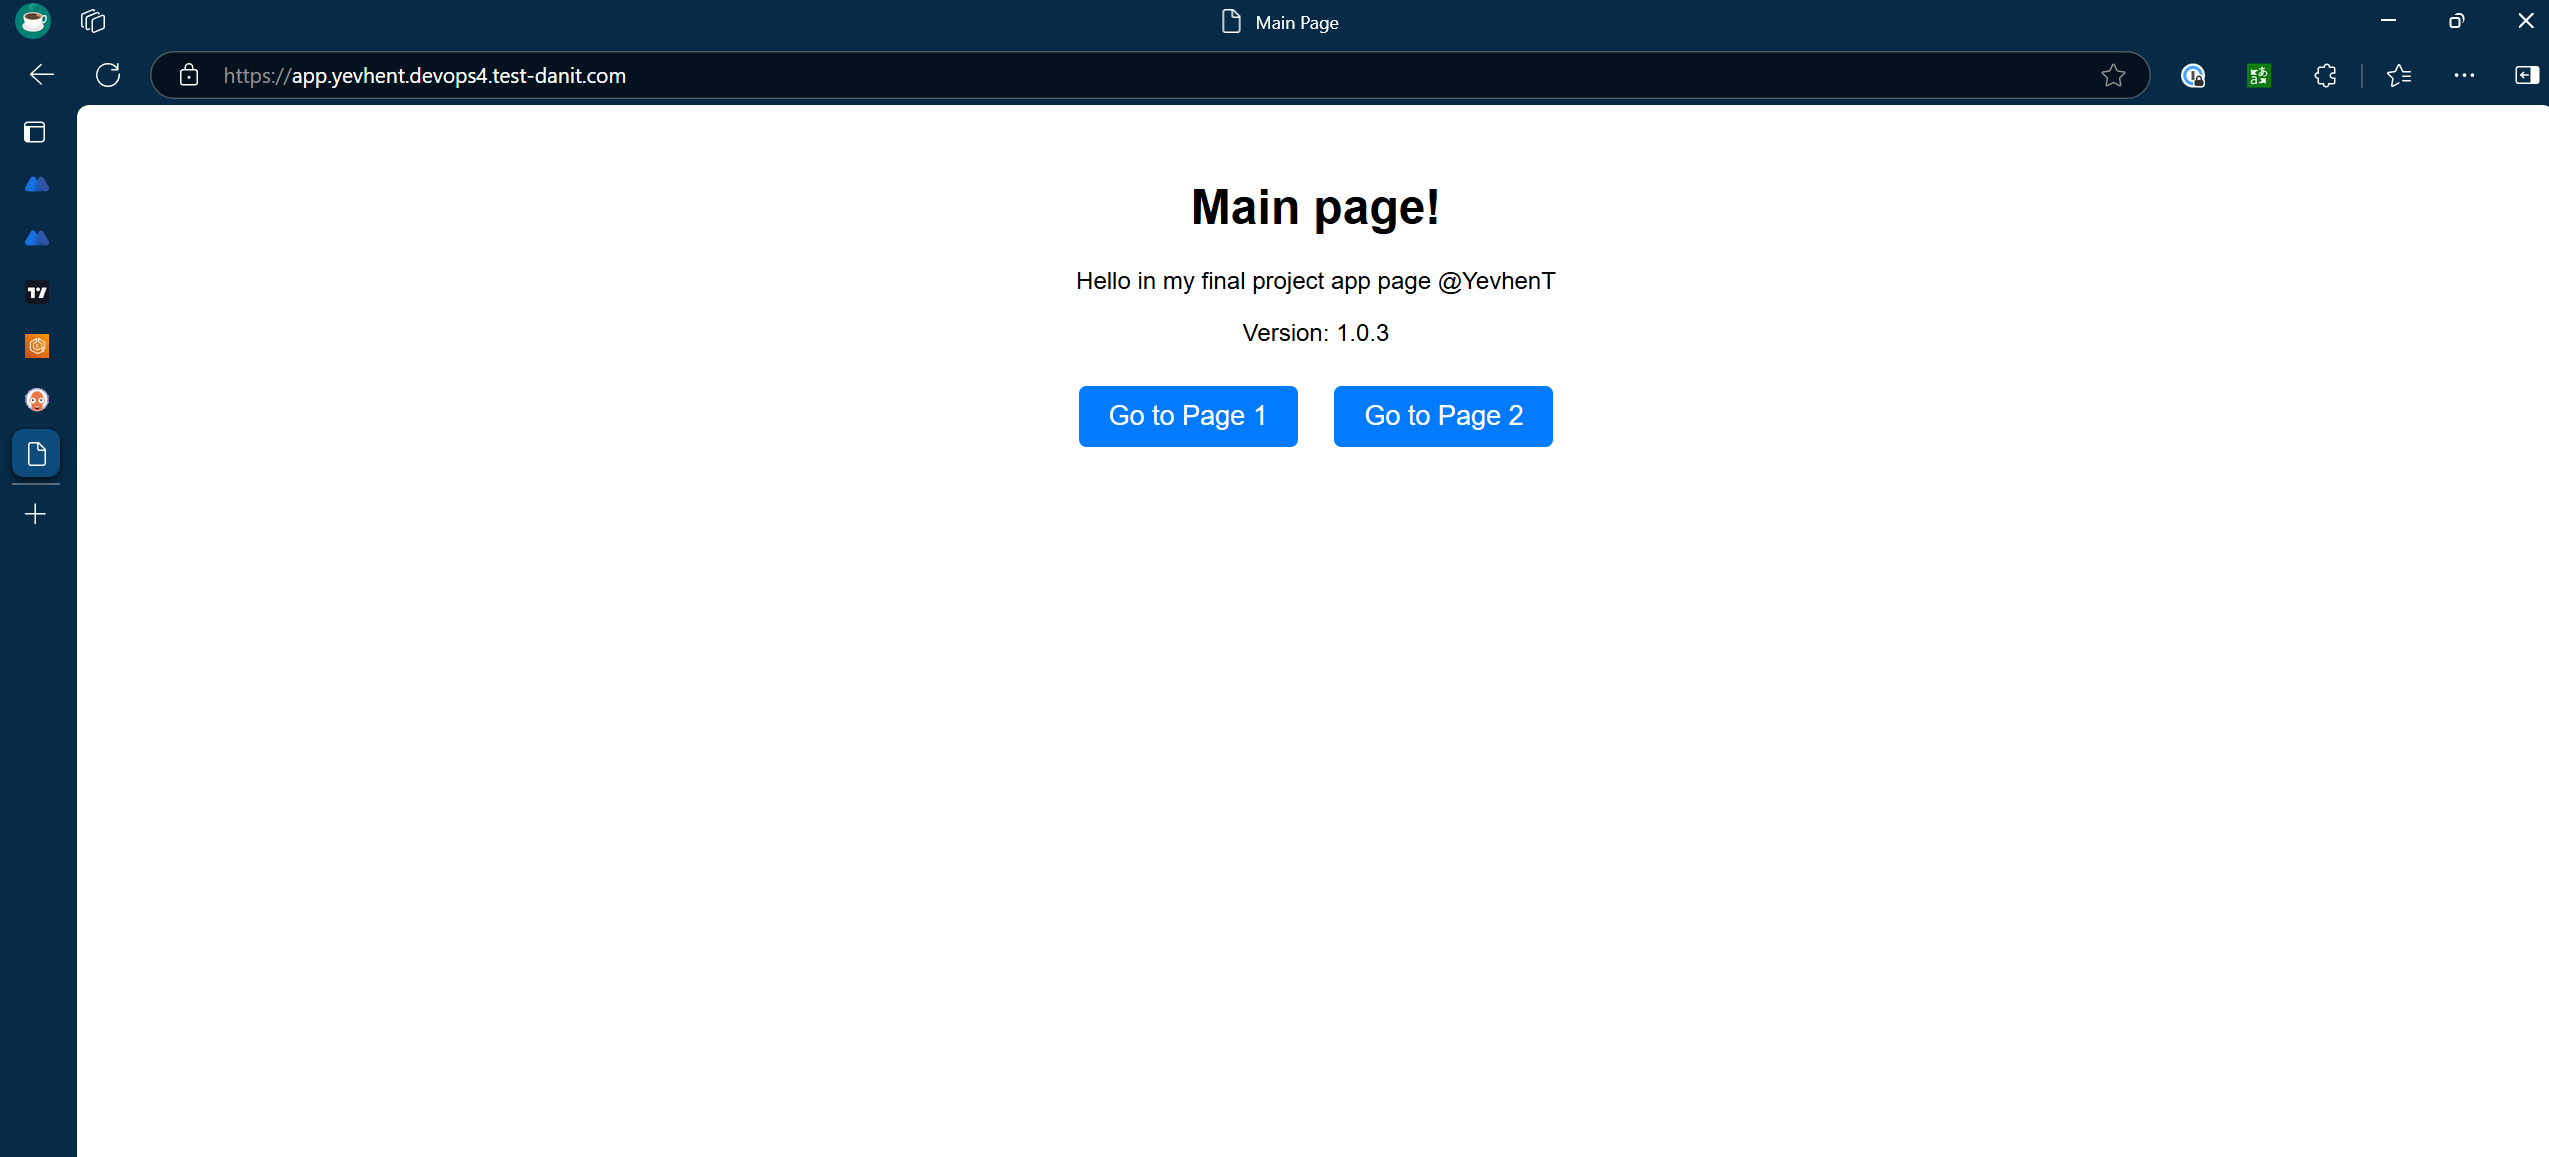 Main Page
https://app.yevhent.devops4.test-danit.com
Main page!
Hello in my final project app page @YevhenT
Version: 1.0.3
Go to Page 1
Go to Page 2